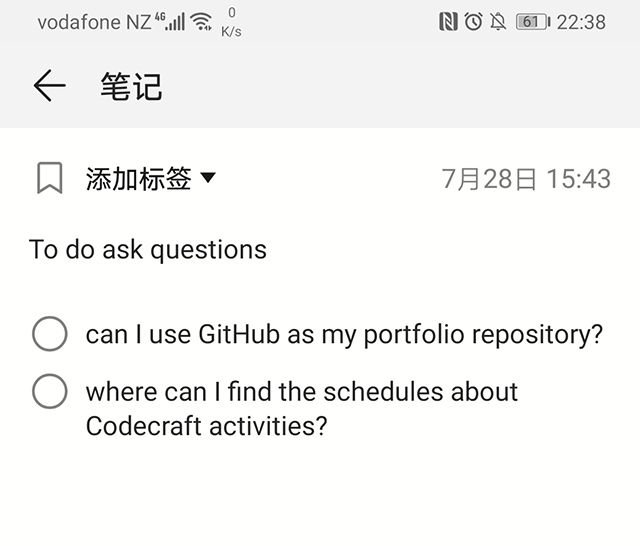 vodafone NZ 4G 0 K/s 61 22:38
笔记
添加标签 7月28日 15:43
To do ask questions
can I use GitHub as my portfolio repository?
where can I find the schedules about
Codecraft activities?